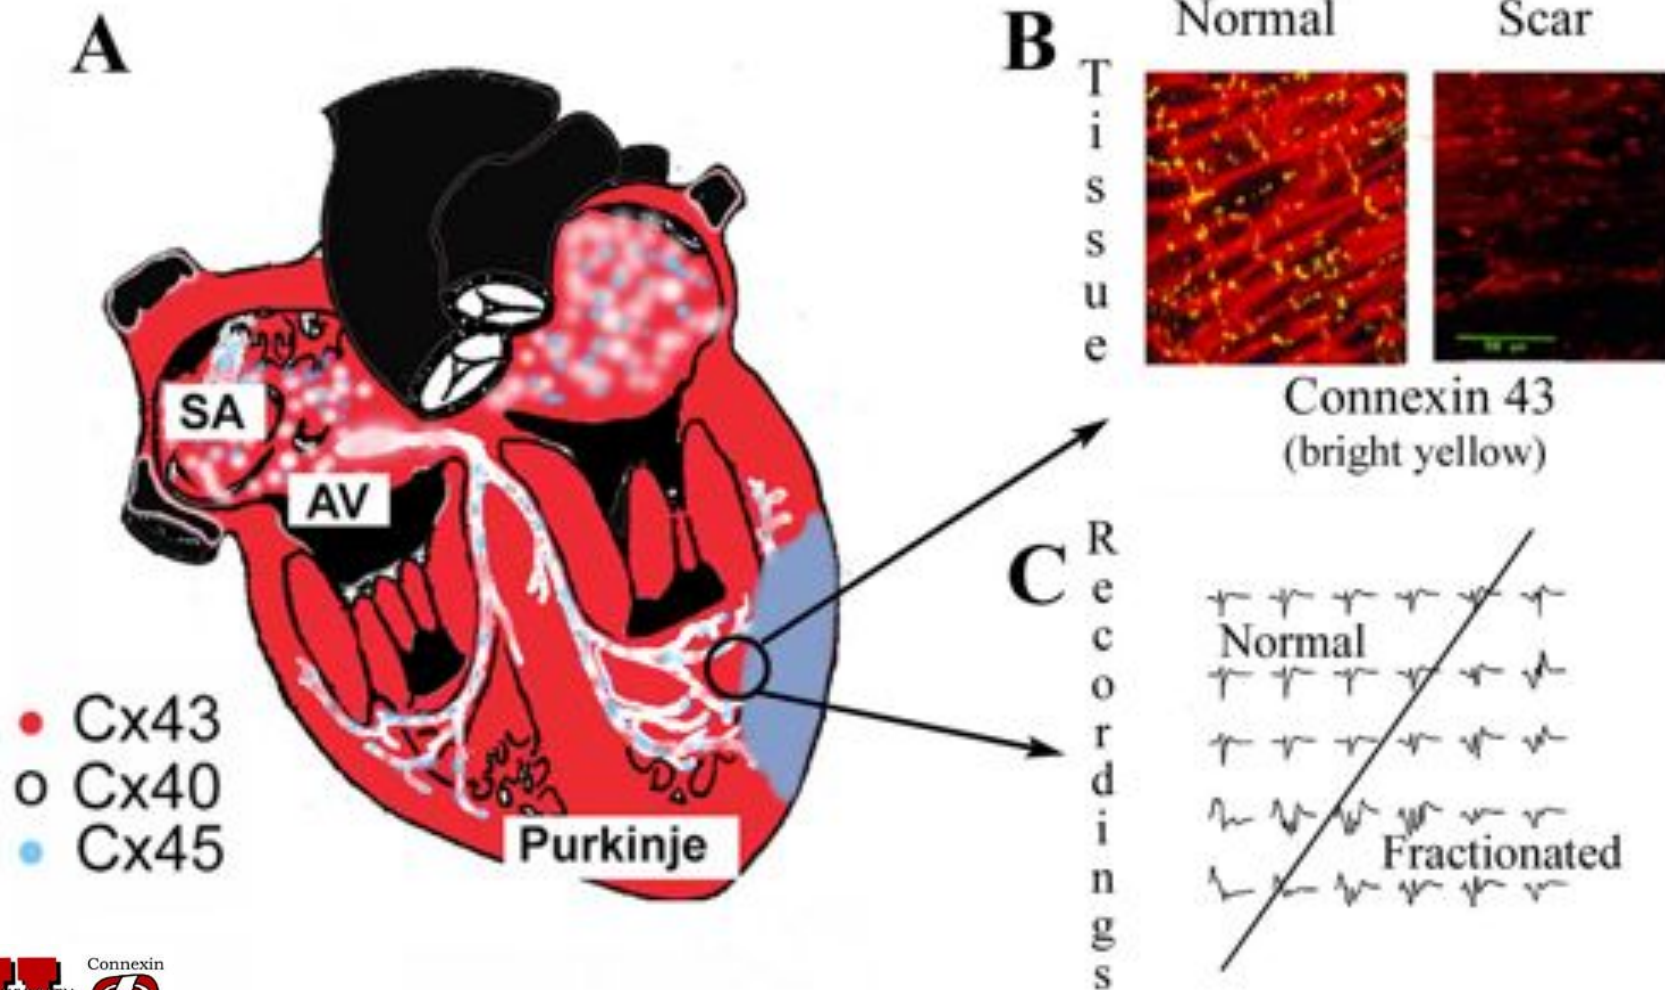 A
SA
AV
Purkinje
Cx43
Cx40
Cx45
Connexin
B
Normal
Scar
Tissue
Connexin 43
(bright yellow)
C
Recordings
Normal
Fractionated